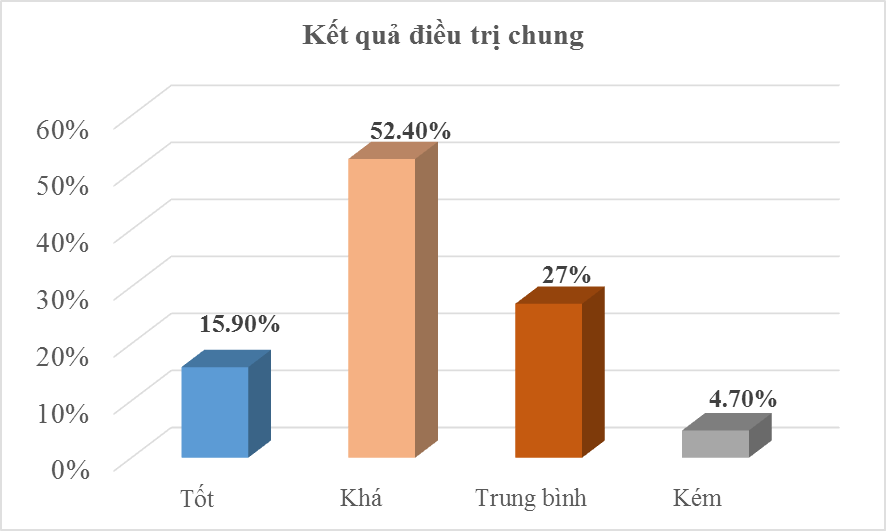 Kết quả điều trị chung
60%
50%
40%
30%
20%
10%
0%
15.90%
52.40%
27%
4.70%
Tốt
Khá
Trung bình
Kém